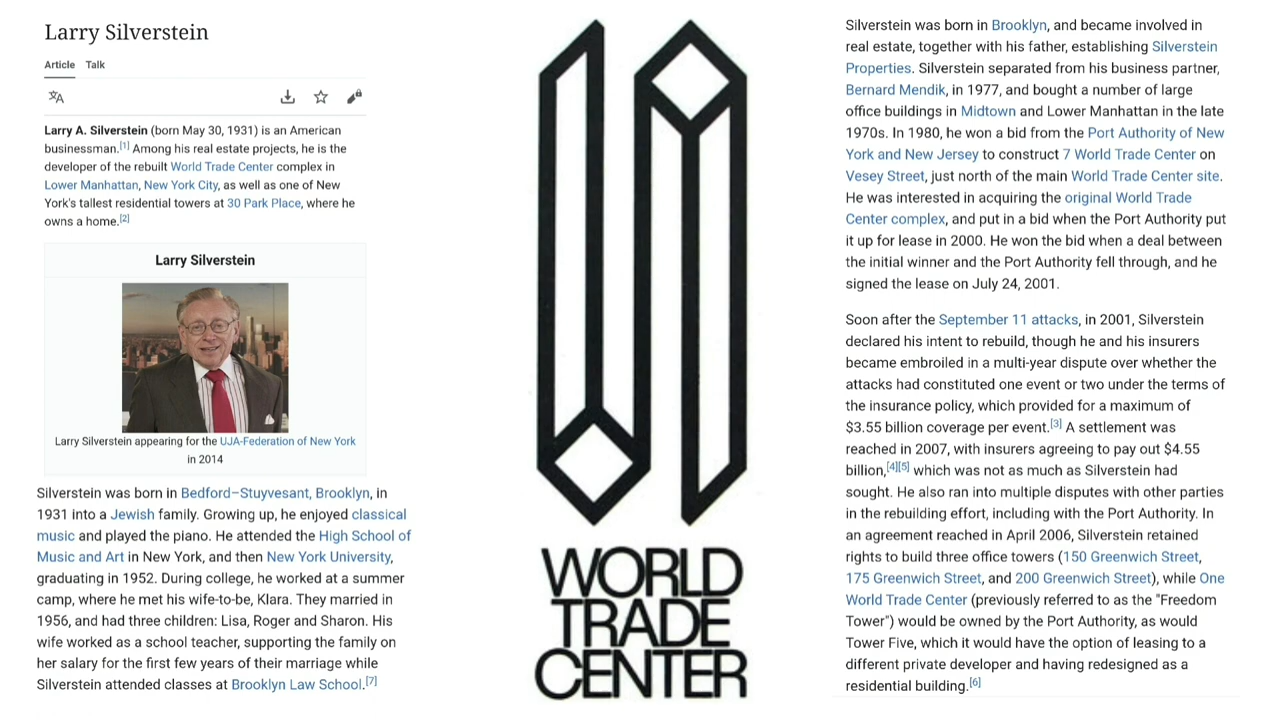 Larry Silverstein
Article Talk
Larry A. Silverstein (born May 30, 1931) is an American
businessman.[1] Among his real estate projects, he is the
developer of the rebuilt World Trade Center complex in
Lower Manhattan, New York City, as well as one of New
York's tallest residential towers at 30 Park Place, where he
owns a home.[2]
Larry Silverstein
Larry Silverstein appearing for the UJA-Federation of New York
in 2014
Silverstein was born in Bedford–Stuyvesant, Brooklyn, in
1931 into a Jewish family. Growing up, he enjoyed classical
music and played the piano. He attended the High School of
Music and Art in New York, and then New York University,
graduating in 1952. During college, he worked at a summer
camp, where he met his wife-to-be, Klara. They married in
1956, and had three children: Lisa, Roger and Sharon. His
wife worked as a school teacher, supporting the family on
her salary for the first few years of their marriage while
Silverstein attended classes at Brooklyn Law School.[7]
WORLD
TRADE
CENTER
Silverstein was born in Brooklyn, and became involved in
real estate, together with his father, establishing Silverstein
Properties. Silverstein separated from his business partner,
Bernard Mendik, in 1977, and bought a number of large
office buildings in Midtown and Lower Manhattan in the late
1970s. In 1980, he won a bid from the Port Authority of New
York and New Jersey to construct 7 World Trade Center on
Vesey Street, just north of the main World Trade Center site.
He was interested in acquiring the original World Trade
Center complex, and put in a bid when the Port Authority put
it up for lease in 2000. He won the bid when a deal between
the initial winner and the Port Authority fell through, and he
signed the lease on July 24, 2001.
Soon after the September 11 attacks, in 2001, Silverstein
declared his intent to rebuild, though he and his insurers
became embroiled in a multi-year dispute over whether the
attacks had constituted one event or two under the terms of
the insurance policy, which provided for a maximum of
$3.55 billion coverage per event.[3] A settlement was
reached in 2007, with insurers agreeing to pay out $4.55
billion,[4][5] which was not as much as Silverstein had
sought. He also ran into multiple disputes with other parties
in the rebuilding effort, including with the Port Authority. In
an agreement reached in April 2006, Silverstein retained
rights to build three office towers (150 Greenwich Street,
175 Greenwich Street, and 200 Greenwich Street), while One
World Trade Center (previously referred to as the "Freedom
Tower") would be owned by the Port Authority, as would
Tower Five, which it would have the option of leasing to a
different private developer and having redesigned as a
residential building.[6]